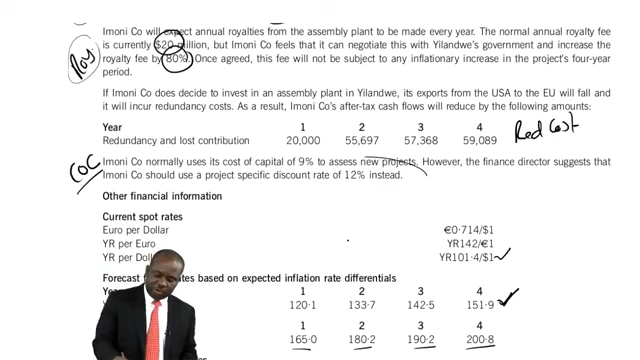 Imoni Co will expect annual royalties from the assembly plant to be made every year. The normal annual royalty fee
is currently $20 million, but Imoni Co feels that it can negotiate this with Yilandwe's government and increase the
royalty fee by 80%. Once agreed, this fee will not be subject to any inflationary increase in the project's four-year
period.
Roy
If Imoni Co does decide to invest in an assembly plant in Yilandwe, its exports from the USA to the EU will fall and
it will incur redundancy costs. As a result, Imoni Co's after-tax cash flows will reduce by the following amounts:
Year 1 2 3 4
Redundancy and lost contribution 20,000 55,697 57,368 59,089
Red Cost
COC
Imoni Co normally uses its cost of capital of 9% to assess new projects. However, the finance director suggests that
Imoni Co should use a project specific discount rate of 12% instead.
Other financial information
Current spot rates
Euro per Dollar €0·714/$1
YR per Euro YR142/€1
YR per Dol YR101·4/$1
Forecast f rates based on expected inflation rate differentials
1 2 3 4
120·1 133·7 142·5 151·9
1 2 3 4
165·0 180·2 190·2 200·8